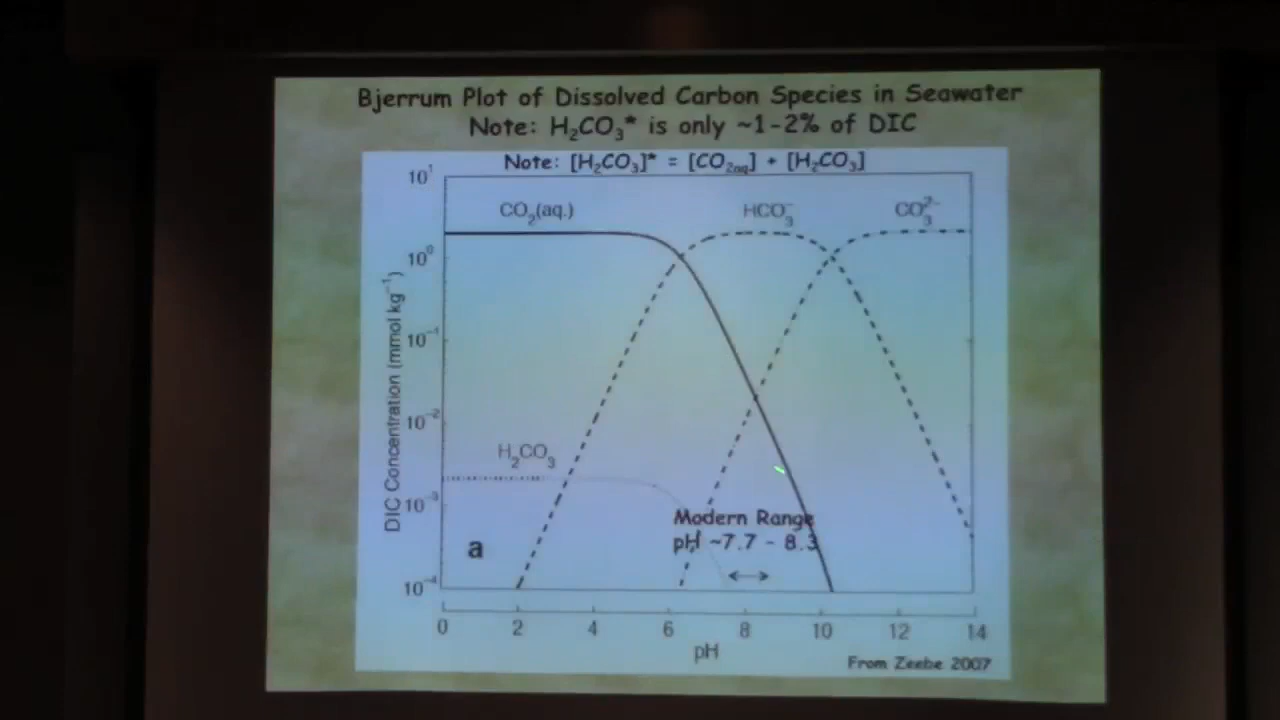 Bjerrum Plot of Dissolved Carbon Species in Seawater
Note: H₂CO₃* is only ~1-2% of DIC
Note: [H₂CO₃]* = [CO₂aq] + [H₂CO₃]
10¹
CO₂(aq.)
HCO₃⁻
CO₃²⁻
10⁰
10⁻¹
DIC Concentration (mmol kg⁻¹)
10⁻²
H₂CO₃
10⁻³
Modern Range
pH ~7.7 - 8.3
a
10⁻⁴
0 2 4 6 8 10 12 14
pH
From Zeebe 2007